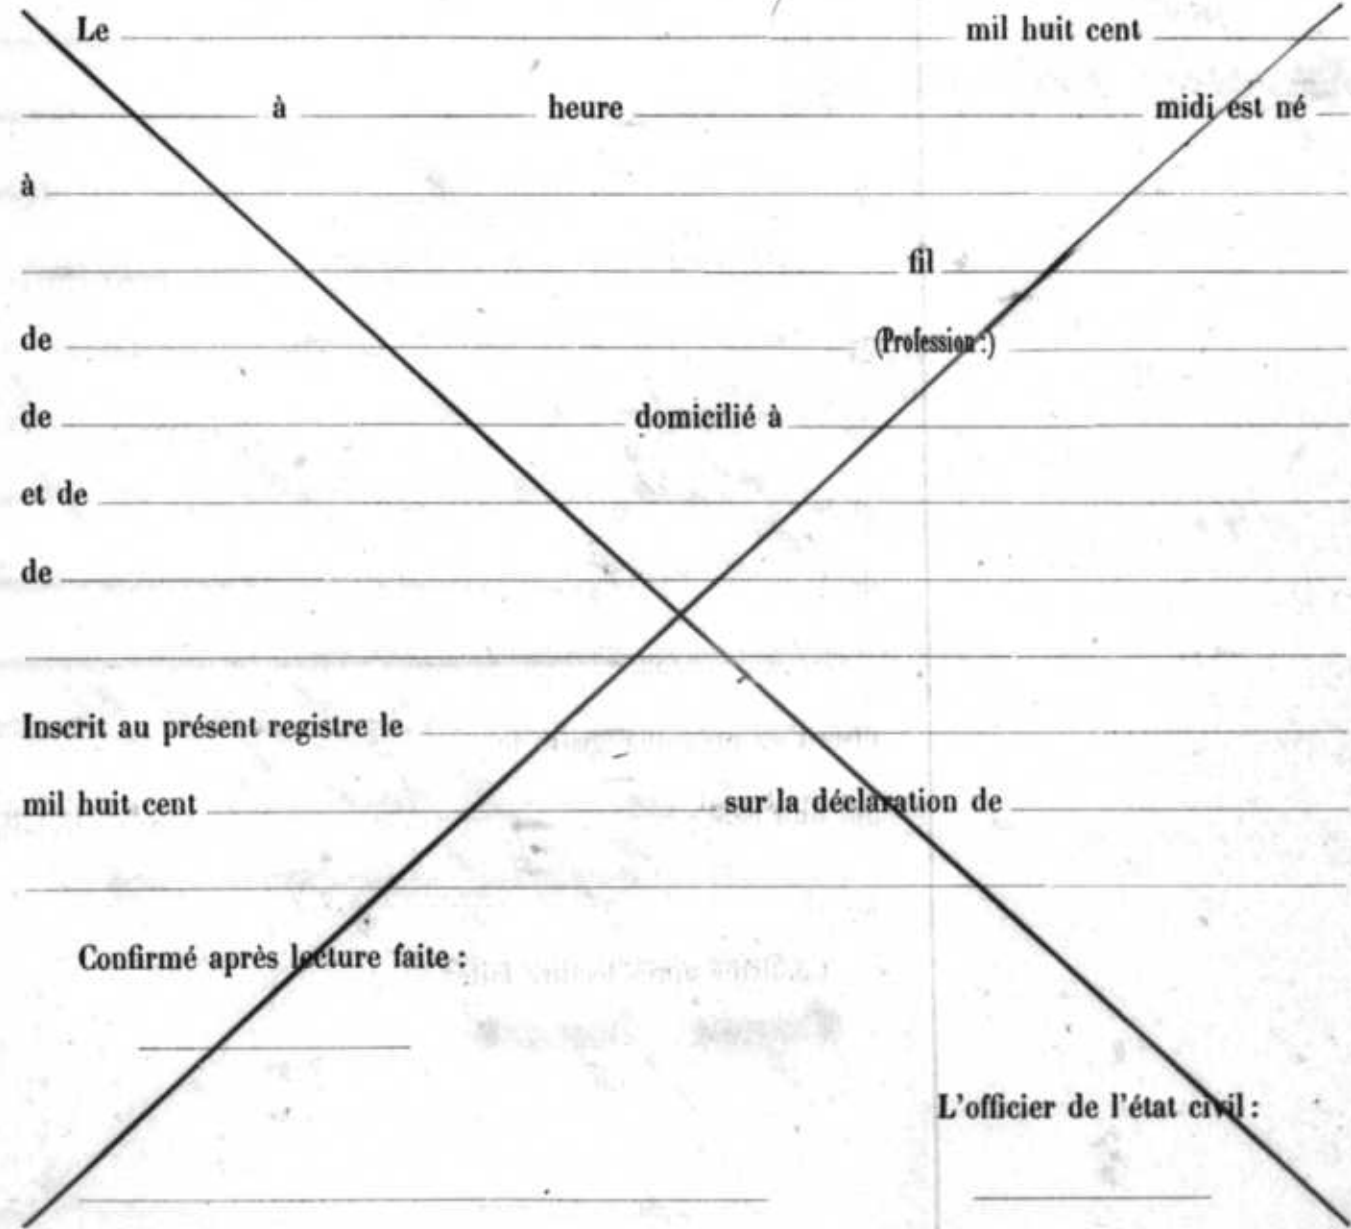 Le mil huit cent
à heure midi est né
à
fil
de (Profession :)
de domicilié à
et de
de
Inscrit au présent registre le
mil huit cent sur la déclaration de
Confirmé après lecture faite :
L'officier de l'état civil :